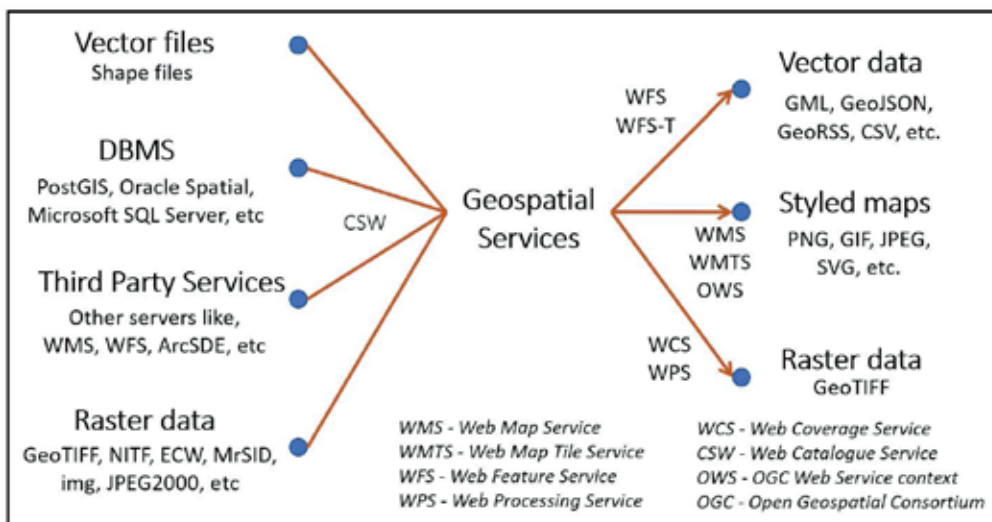 Vector files
Shape files
DBMS
PostGIS, Oracle Spatial,
Microsoft SQL Server, etc
CSW
Third Party Services
Other servers like,
WMS, WFS, ArcSDE, etc
Raster data
GeoTIFF, NITF, ECW, MrSID,
img, JPEG2000, etc
Geospatial
Services
WFS
WFS-T
Vector data
GML, GeoJSON,
GeoRSS, CSV, etc.
WMS
WMTS
OWS
Styled maps
PNG, GIF, JPEG,
SVG, etc.
WCS
WPS
Raster data
GeoTIFF
WMS - Web Map Service
WMTS - Web Map Tile Service
WFS - Web Feature Service
WPS - Web Processing Service
WCS - Web Coverage Service
CSW - Web Catalogue Service
OWS - OGC Web Service context
OGC - Open Geospatial Consortium